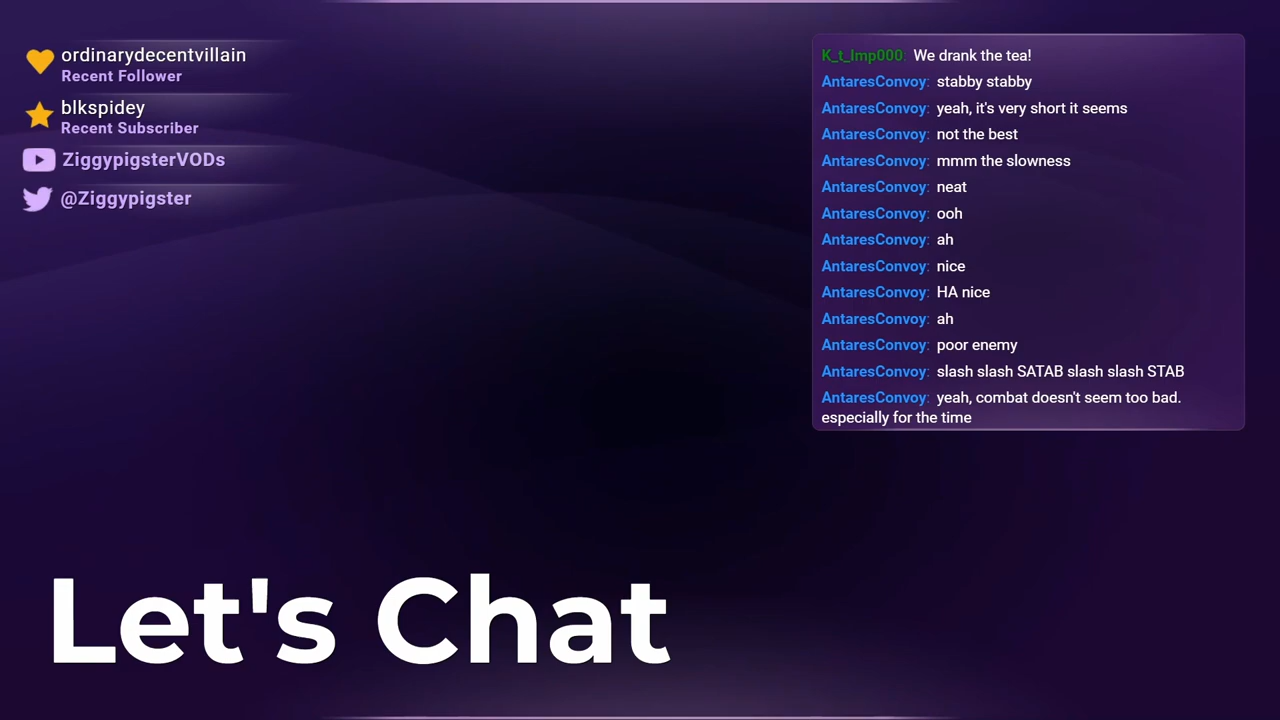 ordinarydecentvillain
Recent Follower
blkspidey
Recent Subscriber
ZiggypigsterVODs
@Ziggypigster
K_t_Imp000: We drank the tea!
AntaresConvoy: stabby stabby
AntaresConvoy: yeah, it's very short it seems
AntaresConvoy: not the best
AntaresConvoy: mmm the slowness
AntaresConvoy: neat
AntaresConvoy: ooh
AntaresConvoy: ah
AntaresConvoy: nice
AntaresConvoy: HA nice
AntaresConvoy: ah
AntaresConvoy: poor enemy
AntaresConvoy: slash slash SATAB slash slash STAB
AntaresConvoy: yeah, combat doesn't seem too bad.
especially for the time
Let's Chat